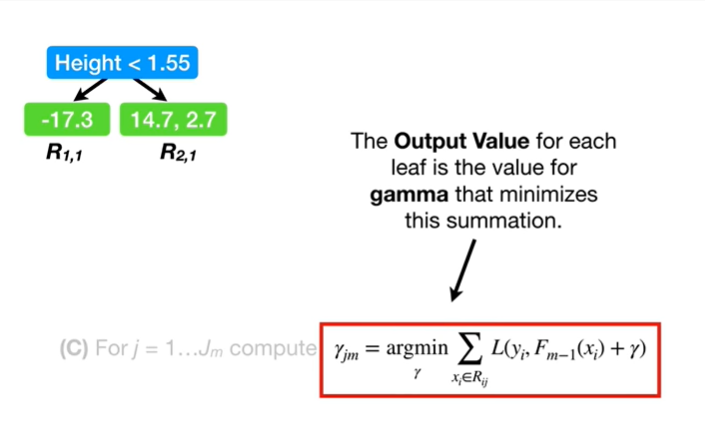 Height < 1.55
-17.3
14.7, 2.7
R1,1
R2,1
The Output Value for each
leaf is the value for
gamma that minimizes
this summation.
(C) For j = 1…Jm compute γjm = argmin γ ∑ xi∈Rij L(yi, Fm−1(xi) + γ)